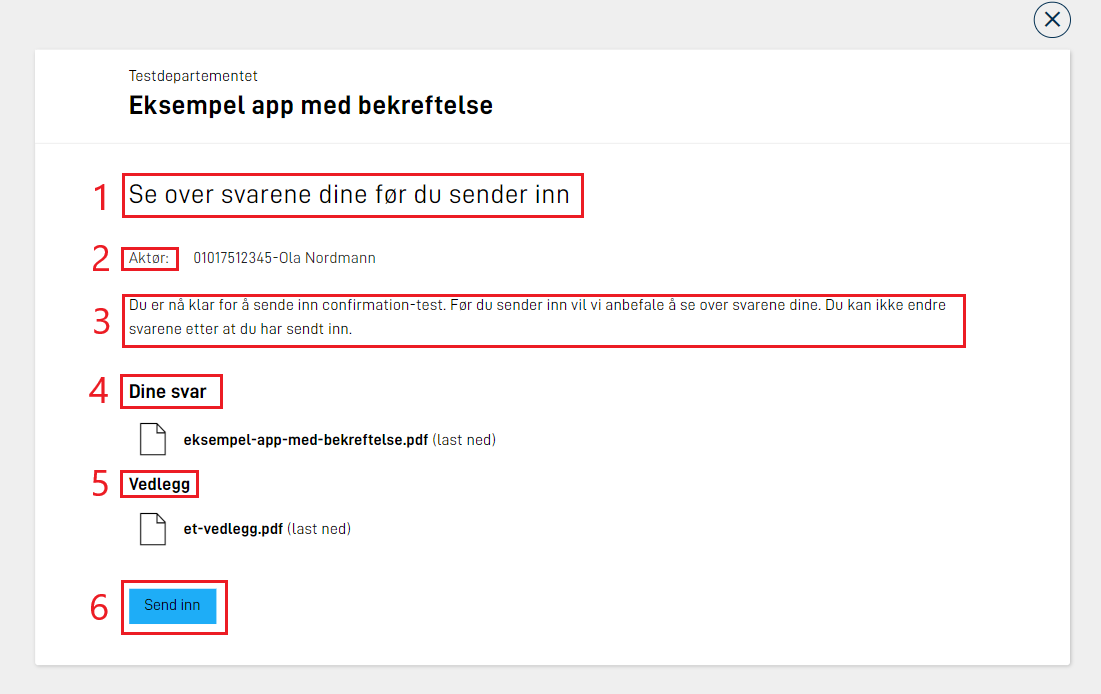 Testdepartementet
Eksempel app med bekreftelse
1 Se over svarene dine før du sender inn
2 Aktør: 01017512345-Ola Nordmann
3 Du er nå klar for å sende inn confirmation-test. Før du sender inn vil vi anbefale å se over svarene dine. Du kan ikke endre
svarene etter at du har sendt inn.
4 Dine svar
eksempel-app-med-bekreftelse.pdf (last ned)
5 Vedlegg
et-vedlegg.pdf (last ned)
6 Send inn